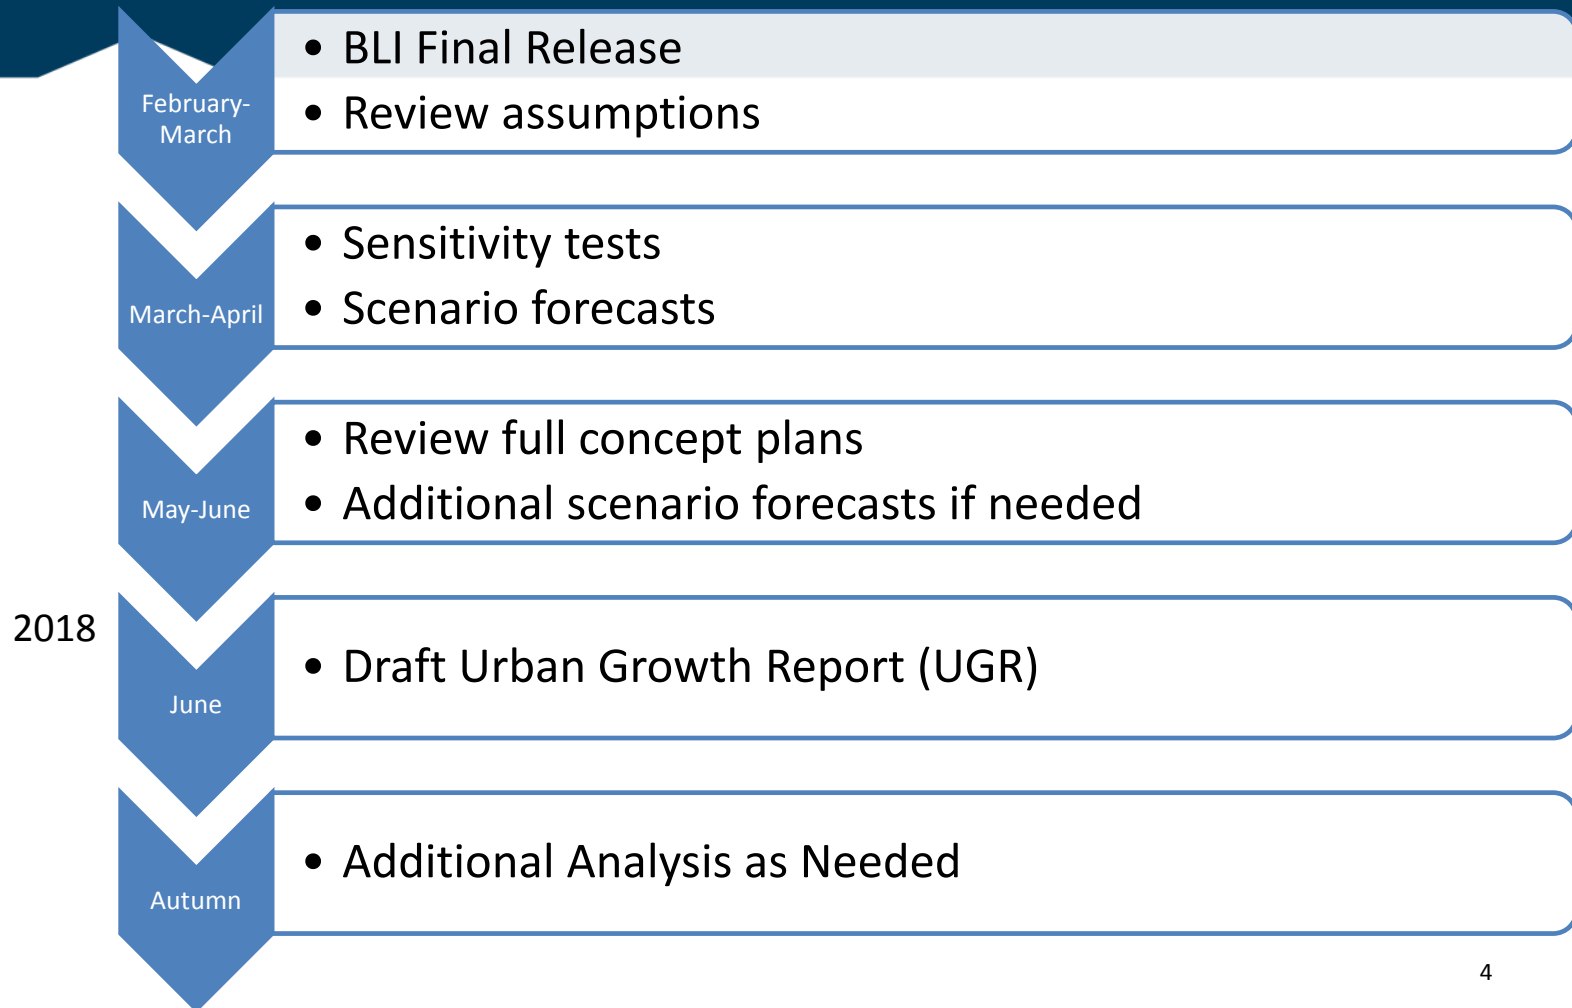 February-
March
• BLI Final Release
• Review assumptions
March-April
• Sensitivity tests
• Scenario forecasts
May-June
• Review full concept plans
• Additional scenario forecasts if needed
2018
June
• Draft Urban Growth Report (UGR)
Autumn
• Additional Analysis as Needed
4